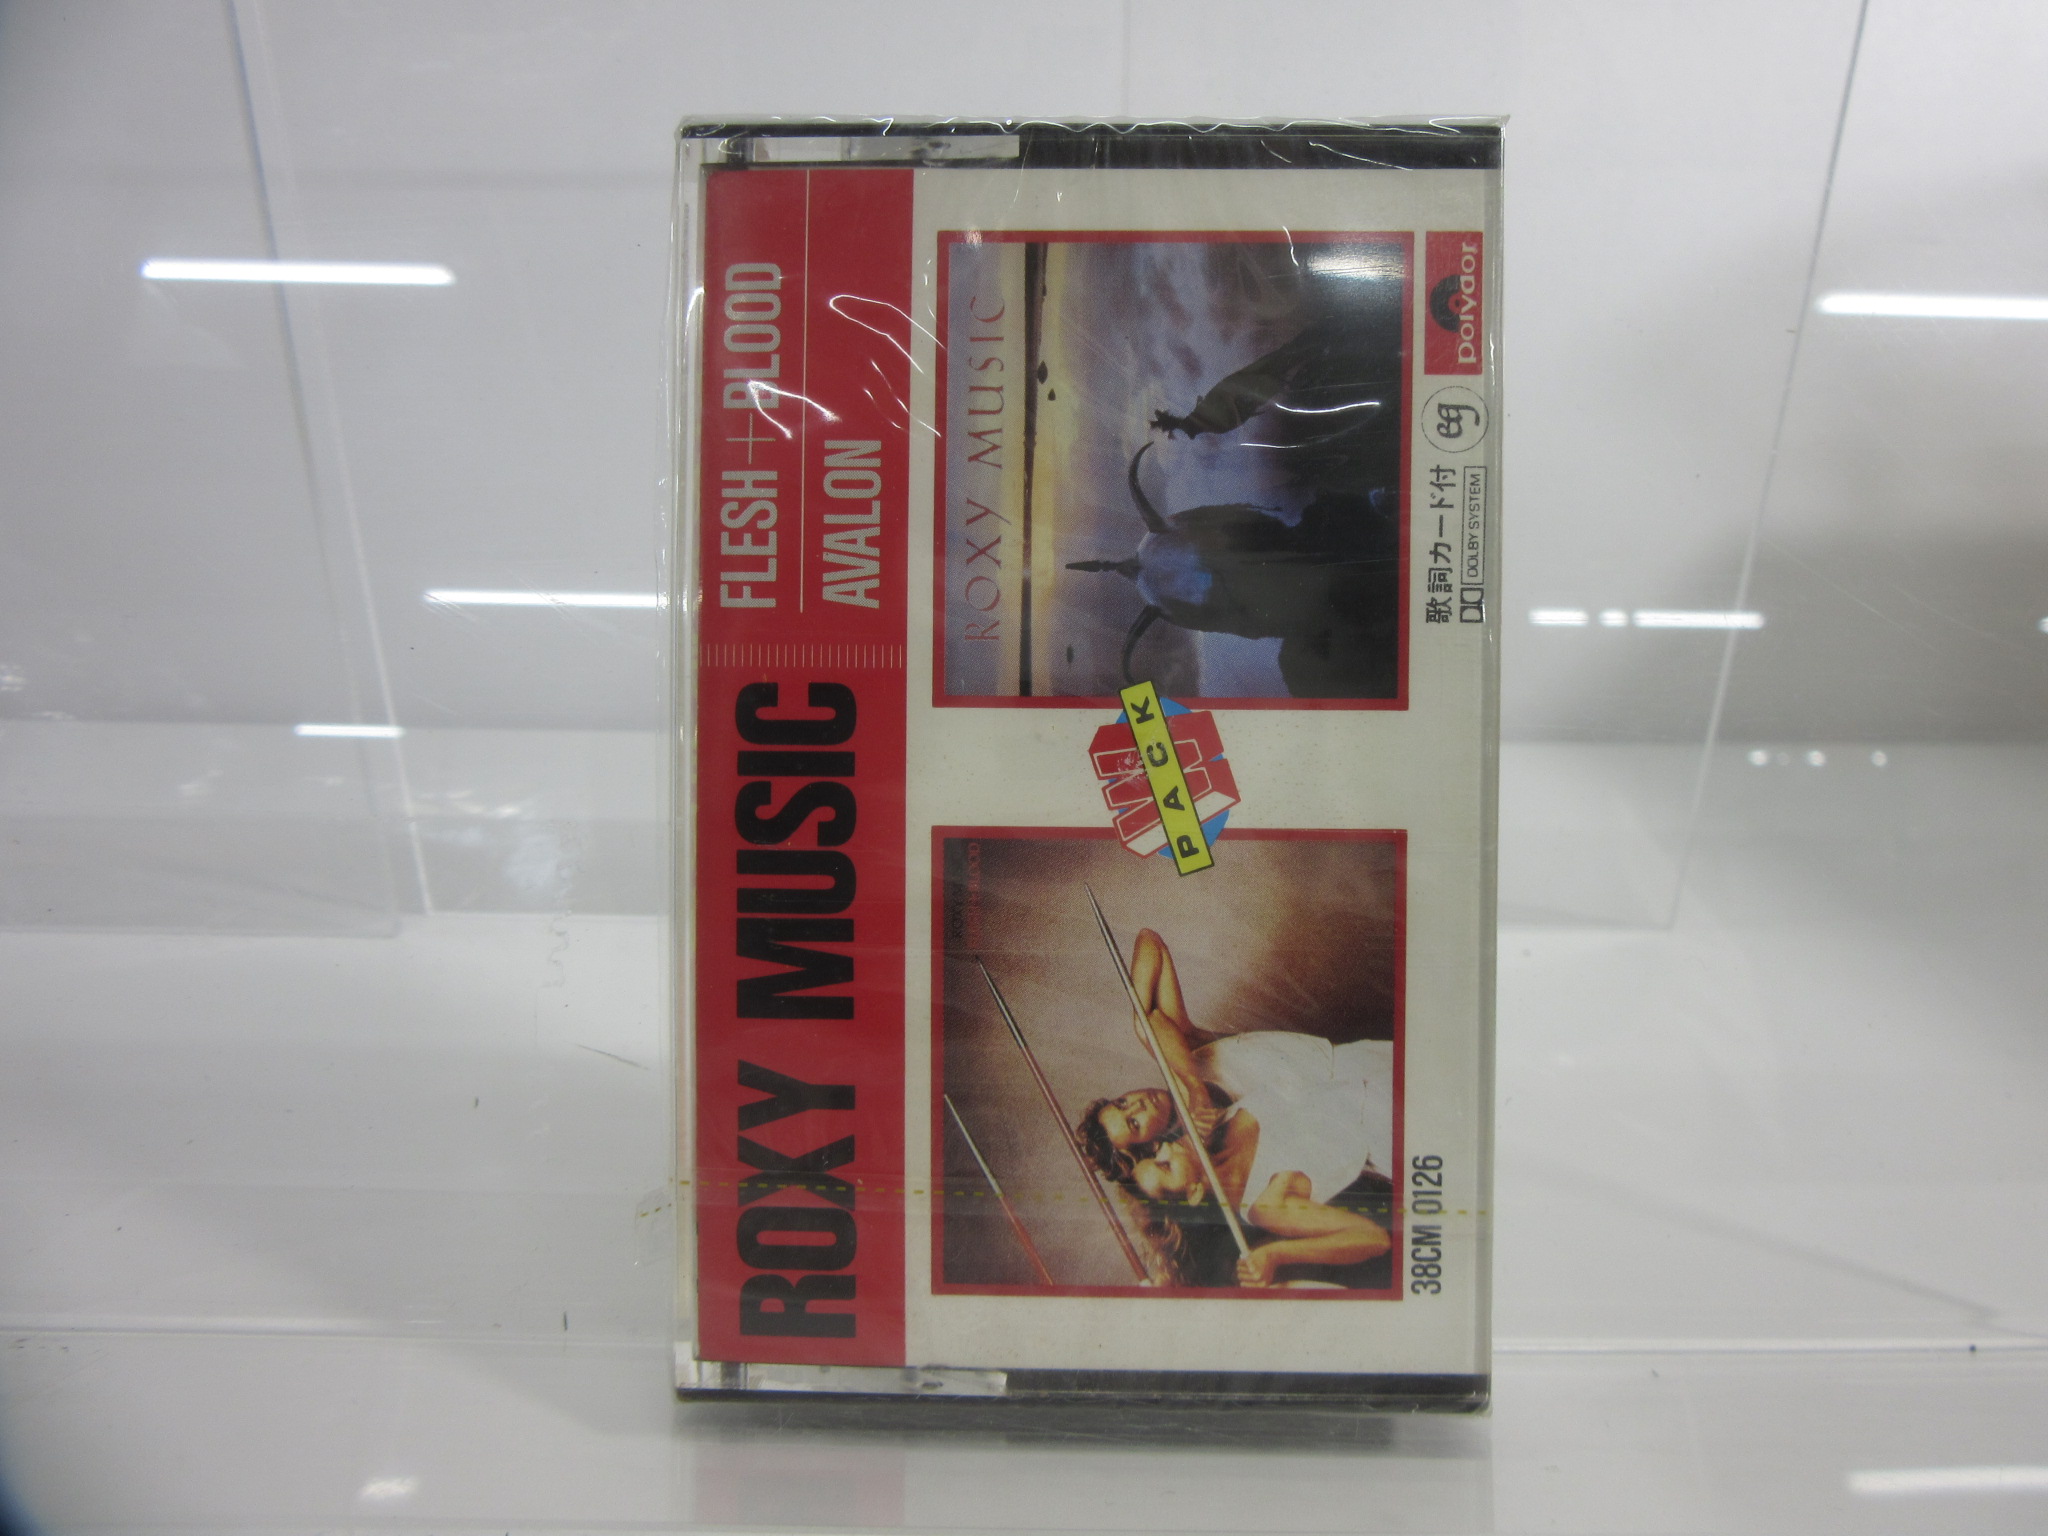 ROXY MUSIC
FLESH+BLOOD
AVALON
ROXY MUSIC
PACK
38CM 0126
歌詞カード付
DOLBY SYSTEM
polydor